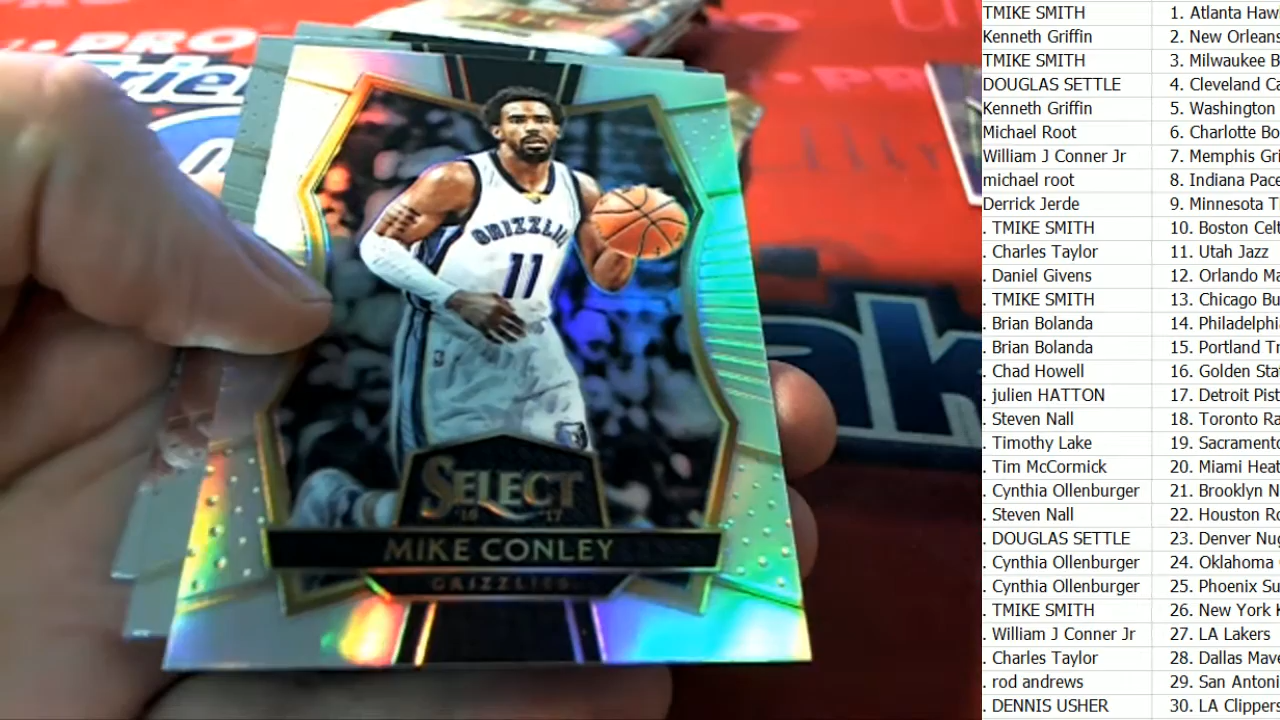 PRO
GRIZZLIE
11
SELECT
'16 '17
MIKE CONLEY
GRIZZLIES
ak
TMIKE SMITH 1. Atlanta Haw
Kenneth Griffin 2. New Orleans
TMIKE SMITH 3. Milwaukee B
DOUGLAS SETTLE 4. Cleveland Ca
Kenneth Griffin 5. Washington
Michael Root 6. Charlotte Bo
William J Conner Jr 7. Memphis Gri
michael root 8. Indiana Pace
Derrick Jerde 9. Minnesota T
. TMIKE SMITH 10. Boston Celt
. Charles Taylor 11. Utah Jazz
. Daniel Givens 12. Orlando Ma
. TMIKE SMITH 13. Chicago Bu
. Brian Bolanda 14. Philadelphi
. Brian Bolanda 15. Portland Tr
. Chad Howell 16. Golden Sta
. julien HATTON 17. Detroit Pist
. Steven Nall 18. Toronto Ra
. Timothy Lake 19. Sacramento
. Tim McCormick 20. Miami Heat
. Cynthia Ollenburger 21. Brooklyn N
. Steven Nall 22. Houston Ro
. DOUGLAS SETTLE 23. Denver Nug
. Cynthia Ollenburger 24. Oklahoma
. Cynthia Ollenburger 25. Phoenix Su
. TMIKE SMITH 26. New York K
. William J Conner Jr 27. LA Lakers
. Charles Taylor 28. Dallas Mave
. rod andrews 29. San Antoni
. DENNIS USHER 30. LA Clippers